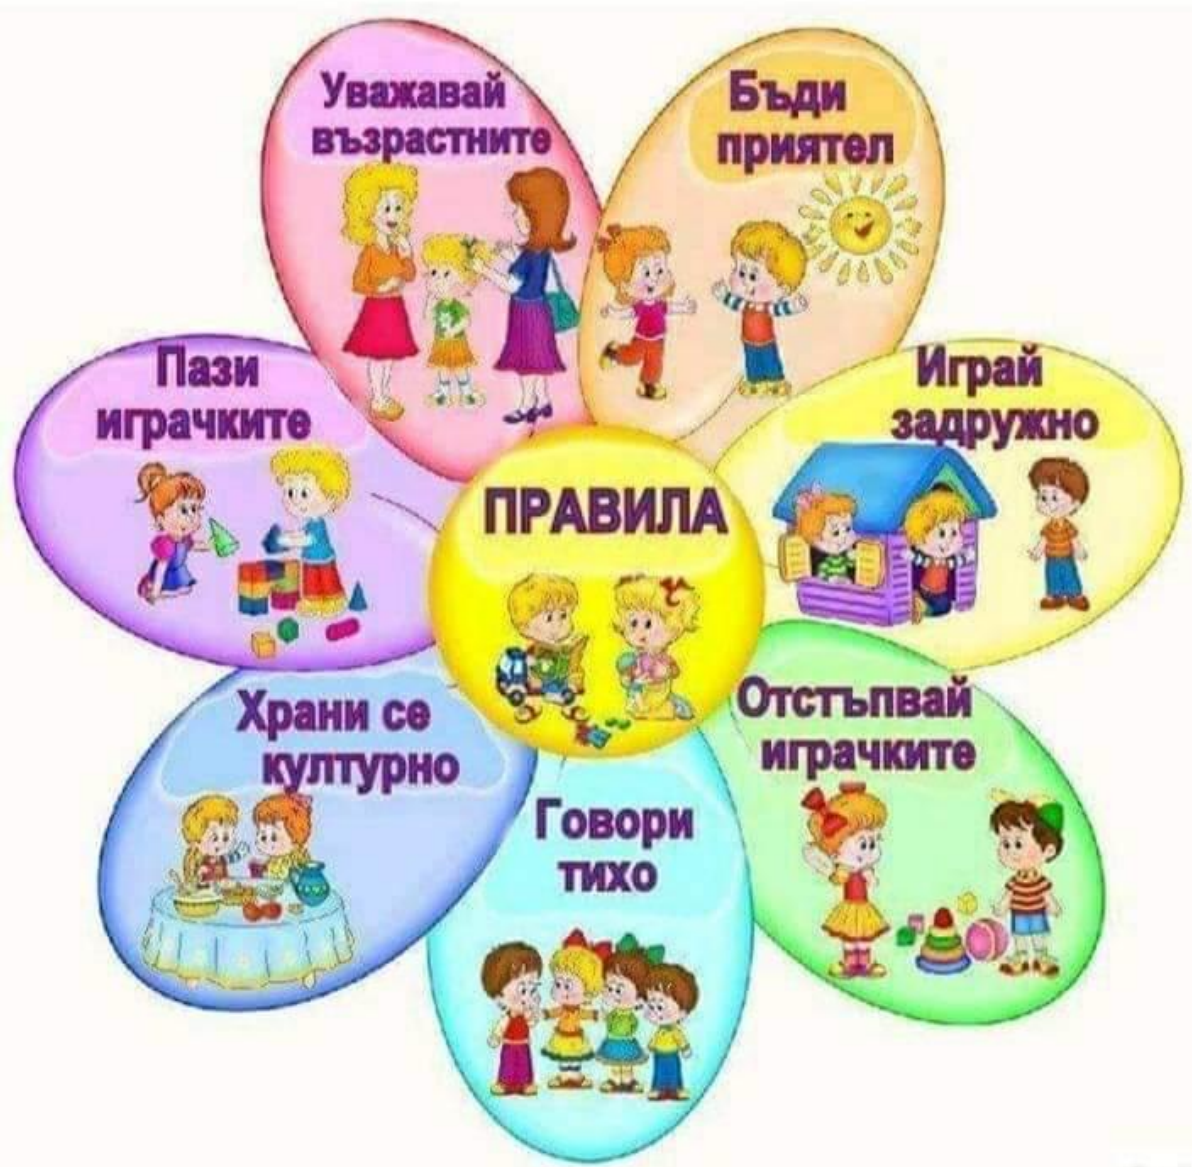 Уважавай
възрастните
Бъди
приятел
Пази
играчките
Играй
задружно
ПРАВИЛА
Храни се
културно
Отстъпвай
играчките
Говори
тихо